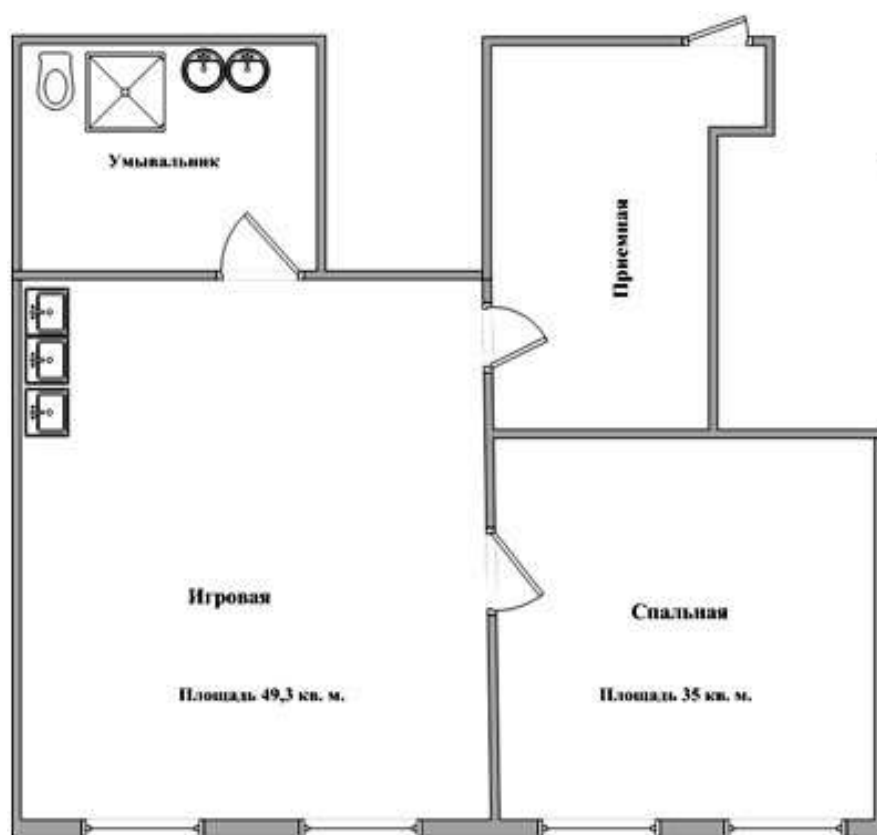 Умывальник
Приемная
Игровая
Спальная
Площадь 49,3 кв. м.
Площадь 35 кв. м.